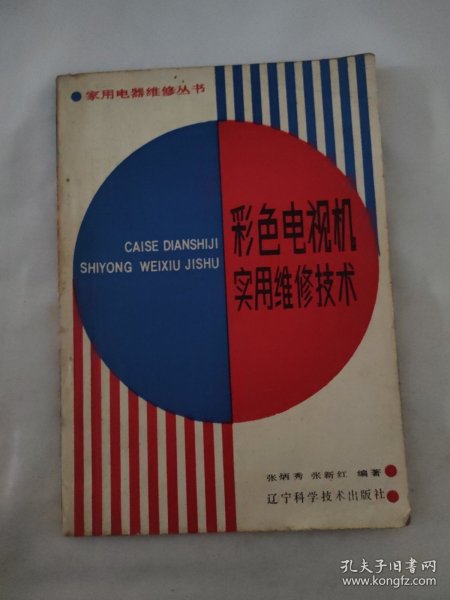 家用电器维修丛书
彩色电视机
CAISE DIANSHIJI
实用维修技术
SHIYONG WEIXIU JISHU
张炳秀 张新红 编著
辽宁科学技术出版社
孔夫子旧书网
www.kongfz.com